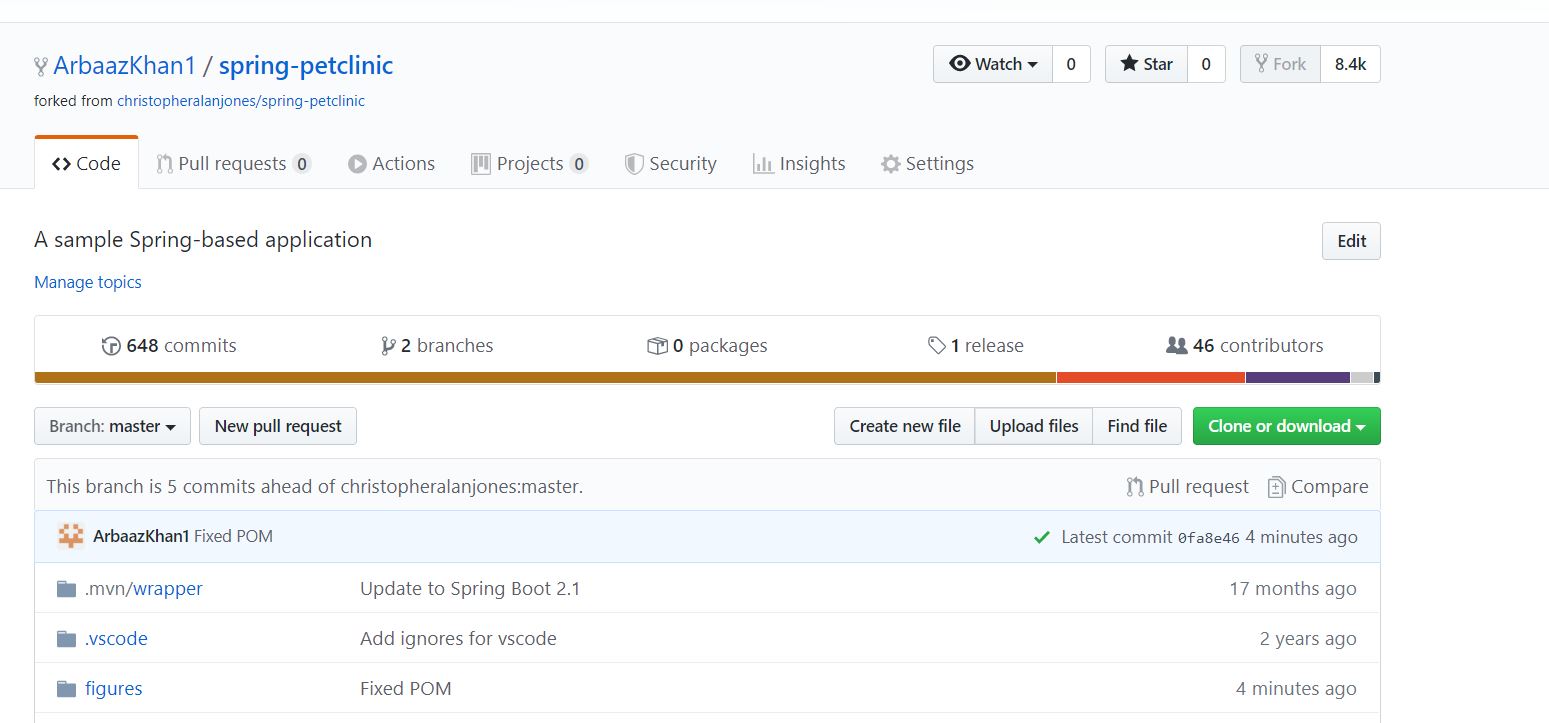 ArbaazKhan1 / spring-petclinic Watch 0 Star 0 Fork 8.4k
forked from christopheralanjones/spring-petclinic
Code Pull requests 0 Actions Projects 0 Security Insights Settings
A sample Spring-based application Edit
Manage topics
648 commits 2 branches 0 packages 1 release 46 contributors
Branch: master New pull request Create new file Upload files Find file Clone or download
This branch is 5 commits ahead of christopheralanjones:master. Pull request Compare
ArbaazKhan1 Fixed POM Latest commit 0fa8e46 4 minutes ago
.mvn/wrapper Update to Spring Boot 2.1 17 months ago
.vscode Add ignores for vscode 2 years ago
figures Fixed POM 4 minutes ago